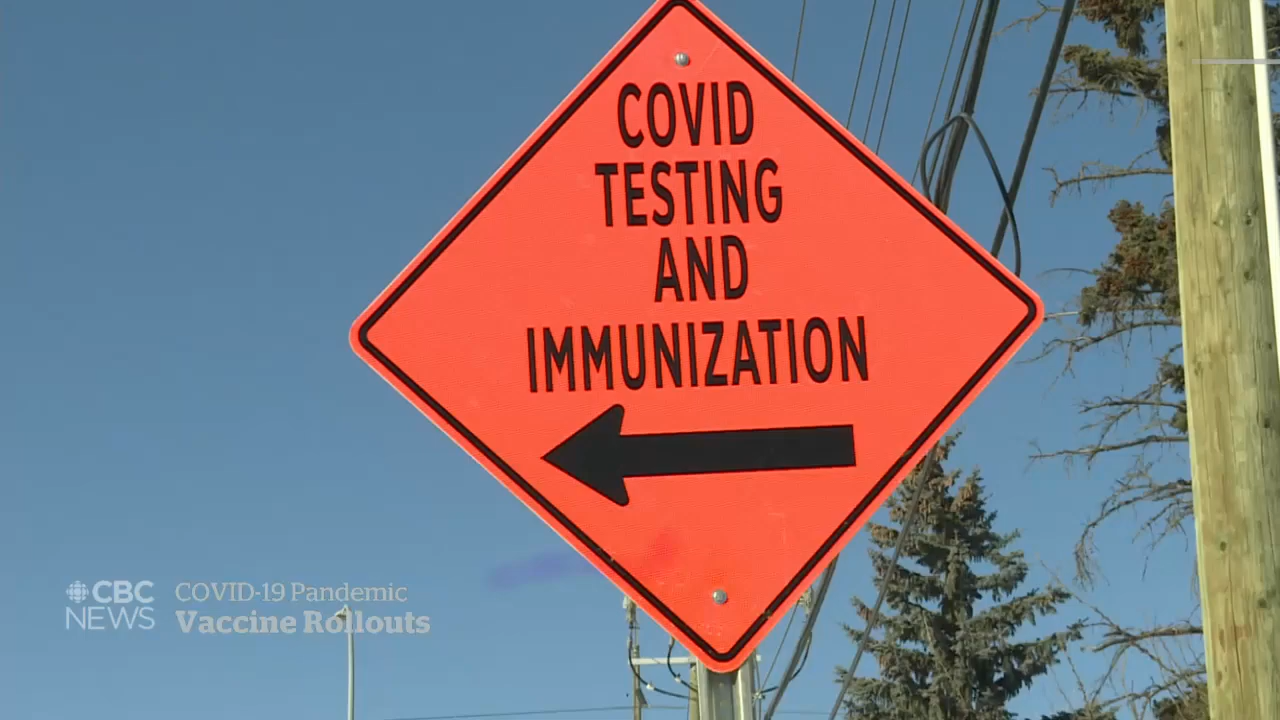 COVID
TESTING
AND
IMMUNIZATION
CBC
NEWS
COVID-19 Pandemic
Vaccine Rollouts